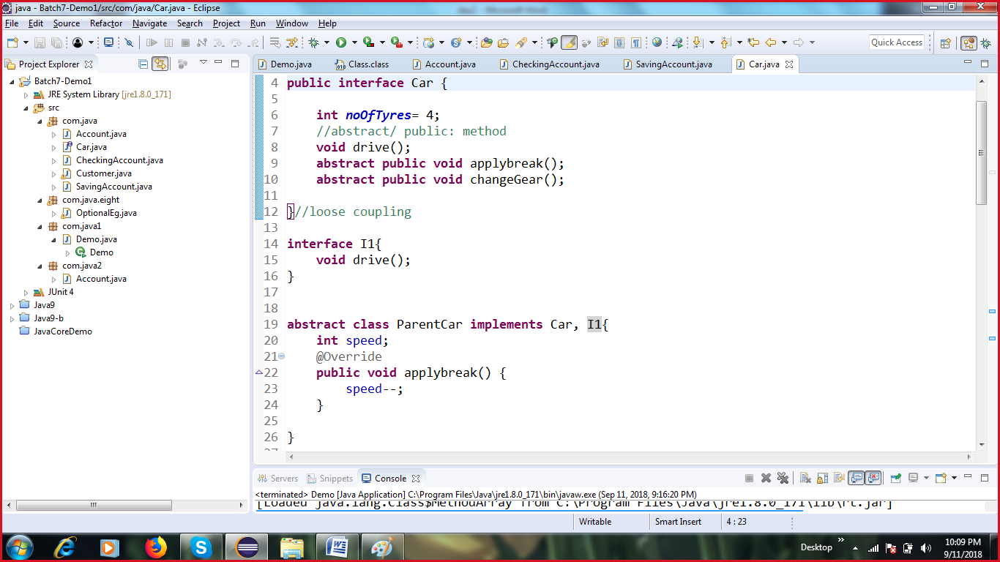 java - Batch7-Demo1/src/com/java/Car.java - Eclipse
File Edit Source Refactor Navigate Search Project Run Window Help
Quick Access
Project Explorer
Batch7-Demo1
JRE System Library [jre1.8.0_171]
src
com.java
Account.java
Car.java
CheckingAccount.java
Customer.java
SavingAccount.java
com.java.eight
OptionalEg.java
com.java1
Demo.java
Demo
com.java2
Account.java
JUnit 4
Java9
Java9-b
JavaCoreDemo
Demo.java Class.class Account.java CheckingAccount.java SavingAccount.java Car.java
4 public interface Car {
5
6 int noOfTyres= 4;
7 //abstract/ public: method
8 void drive();
9 abstract public void applybreak();
10 abstract public void changeGear();
11
12 }//loose coupling
13
14 interface I1{
15 void drive();
16 }
17
18
19 abstract class ParentCar implements Car, I1{
20 int speed;
21 @Override
22 public void applybreak() {
23 speed--;
24 }
25
26 }
27
Servers Snippets Console
<terminated> Demo [Java Application] C:\Program Files\Java\jre1.8.0_171\bin\javaw.exe (Sep 11, 2018, 9:16:20 PM)
[Loaded java.lang.Class$MethodArray from C:\Program Files\Java\jre1.8.0_171\lib\rt.jar]
Writable Smart Insert 4 : 23
Desktop
10:09 PM
9/11/2018